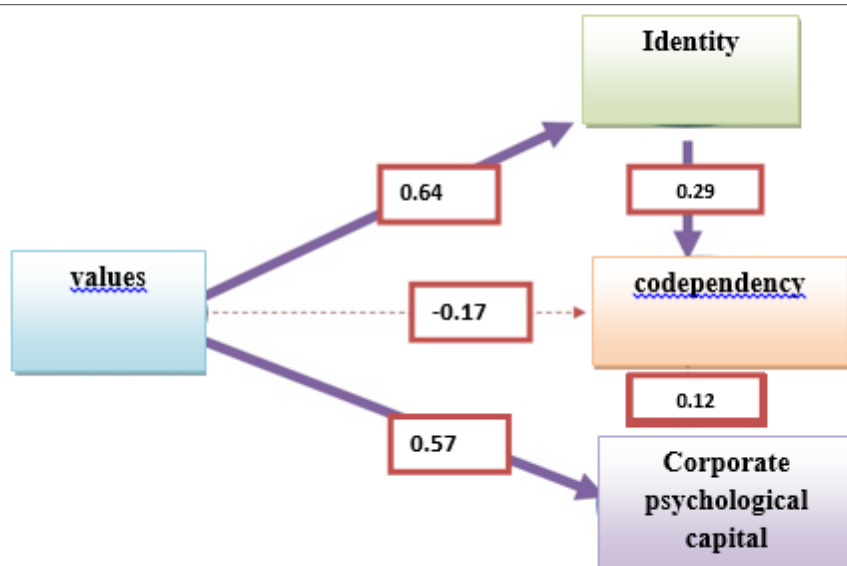 Identity
0.64
0.29
values
-0.17
codependency
0.12
0.57
Corporate
psychological
capital